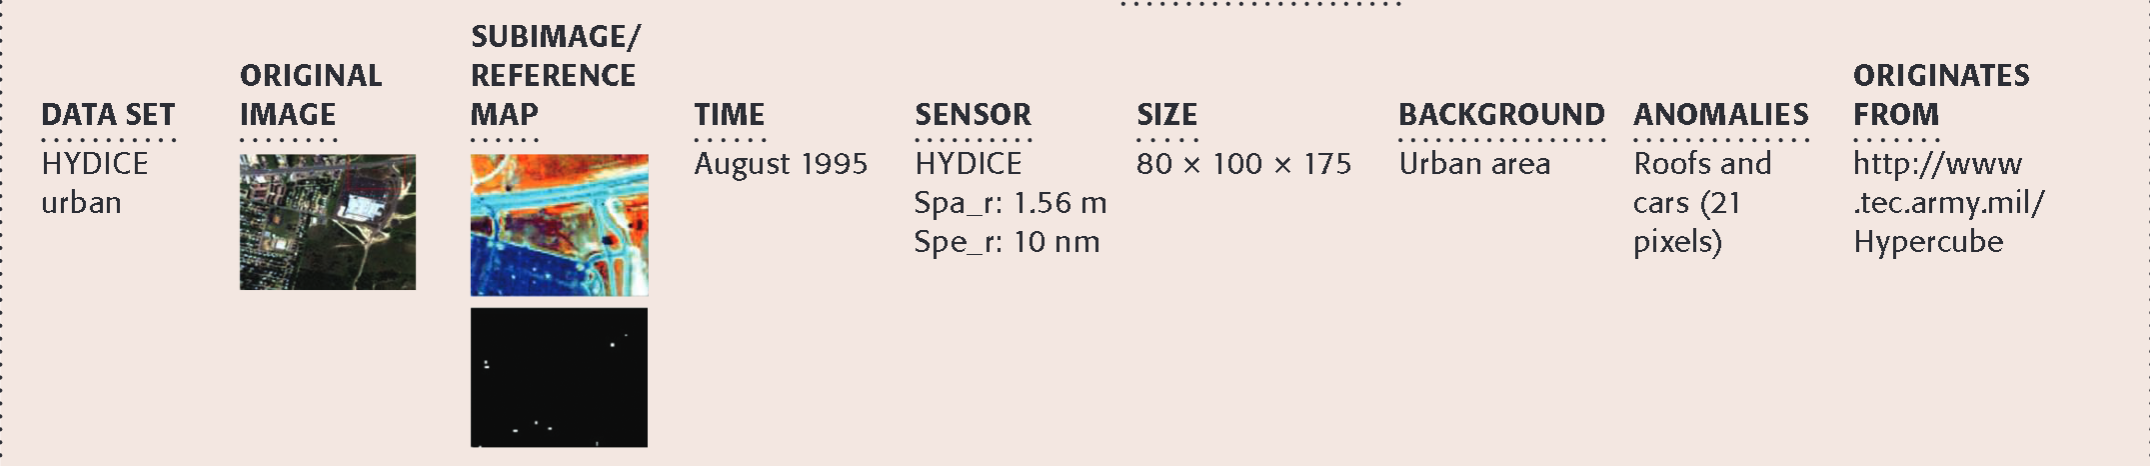 DATA SET
ORIGINAL
IMAGE
SUBIMAGE/
REFERENCE
MAP
TIME
SENSOR
SIZE
BACKGROUND
ANOMALIES
ORIGINATES
FROM
HYDICE
urban
August 1995
HYDICE
Spa_r: 1.56 m
Spe_r: 10 nm
80 × 100 × 175
Urban area
Roofs and
cars (21
pixels)
http://www
.tec.army.mil/
Hypercube